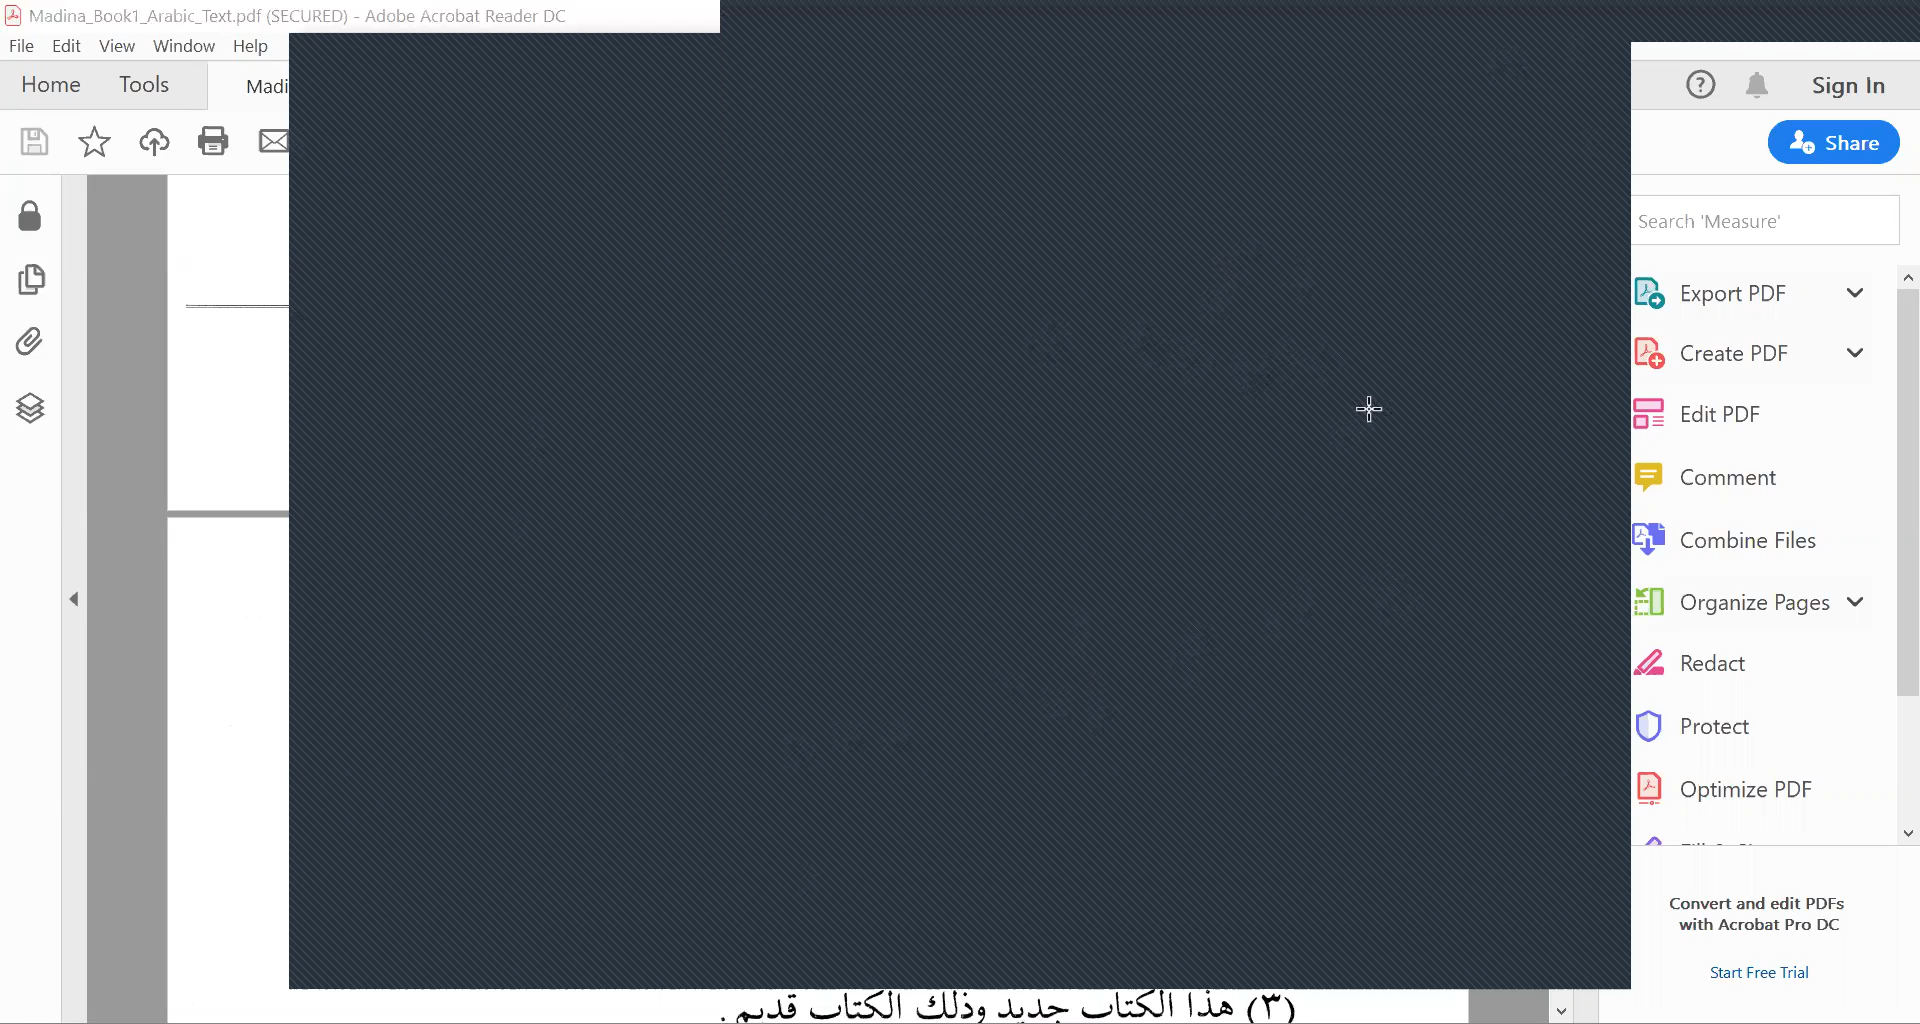 Madina_Book1_Arabic_Text.pdf (SECURED) - Adobe Acrobat Reader DC
File Edit View Window Help
Home Tools Madi
Sign In
Share
Search 'Measure'
Export PDF
Create PDF
Edit PDF
Comment
Combine Files
Organize Pages
Redact
Protect
Optimize PDF
Convert and edit PDFs
with Acrobat Pro DC
Start Free Trial
(٣) هذا الكتاب جديد وذلك الكتاب قديم .